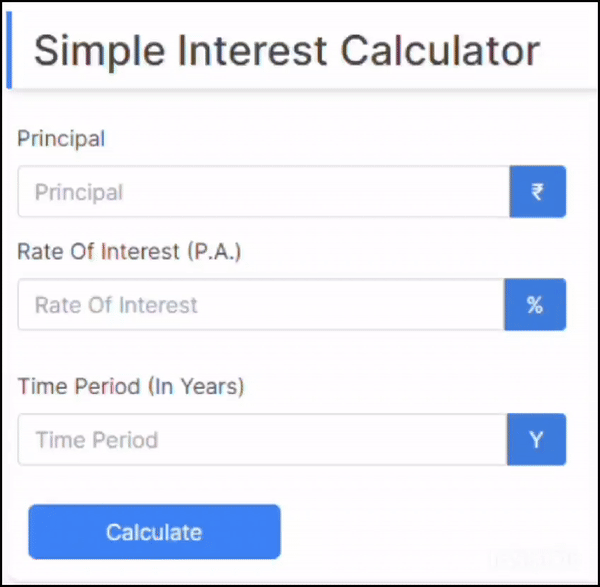 Simple Interest Calculator
Principal
Principal ₹
Rate Of Interest (P.A.)
Rate Of Interest %
Time Period (In Years)
Time Period Y
Calculate